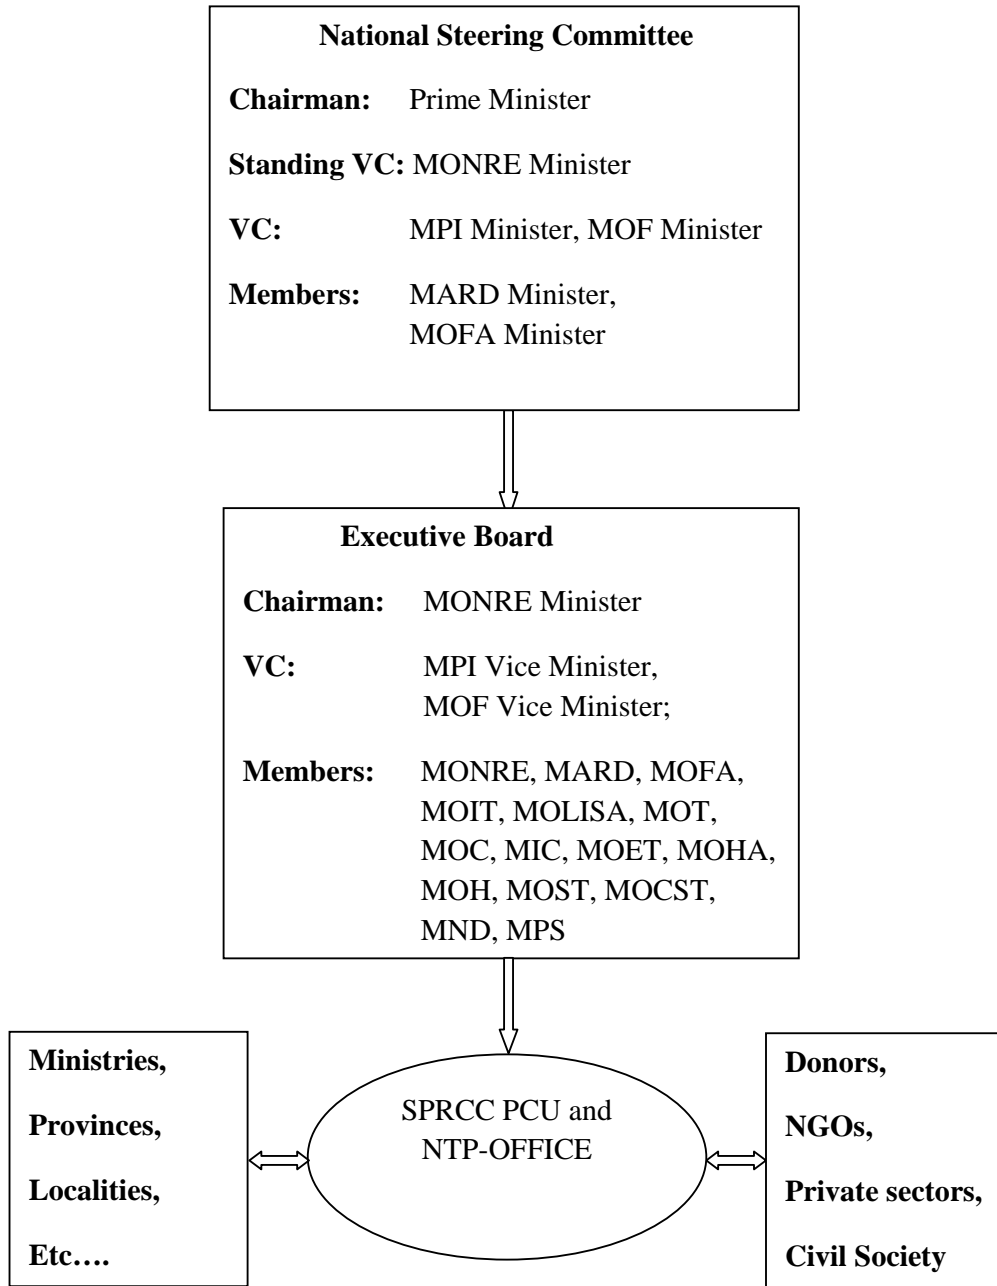 National Steering Committee
Chairman: Prime Minister
Standing VC: MONRE Minister
VC: MPI Minister, MOF Minister
Members: MARD Minister,
MOFA Minister
Executive Board
Chairman: MONRE Minister
VC: MPI Vice Minister,
MOF Vice Minister;
Members: MONRE, MARD, MOFA,
MOIT, MOLISA, MOT,
MOC, MIC, MOET, MOHA,
MOH, MOST, MOCST,
MND, MPS
Ministries,
Provinces,
Localities,
Etc….
SPRCC PCU and
NTP-OFFICE
Donors,
NGOs,
Private sectors,
Civil Society